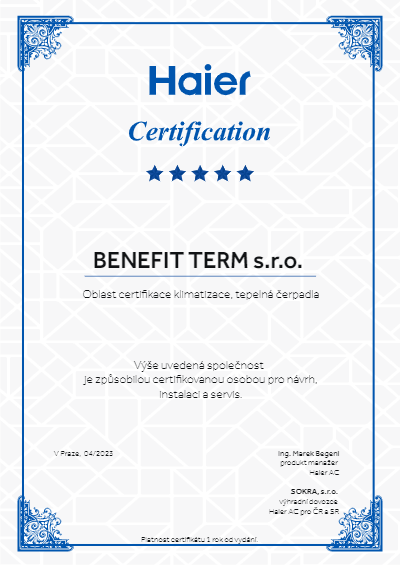 Haier
Certification
BENEFIT TERM s.r.o.
Oblast certifikace klimatizace, tepelná čerpadla
Výše uvedená společnost
je způsobilou certifikovanou osobou pro návrh,
instalaci a servis.
V Praze, 04/2023
Ing. Marek Begeni
produkt manažer
Haier AC
SOKRA, s.r.o.
výhradní dovozce
Haier AC pro ČR a SR
Platnost certifikátu 1 rok od vydání